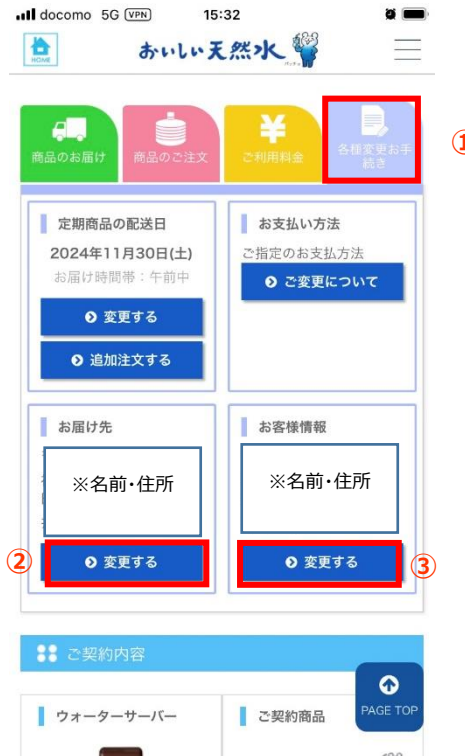 docomo 5G VPN 15:32
HOME
おいしい天然水
商品のお届け
商品のご注文
ご利用料金
各種変更お手
続き
①
定期商品の配送日
2024年11月30日(土)
お届け時間帯：午前中
変更する
追加注文する
お支払い方法
ご指定のお支払方法
ご変更について
お届け先
※名前・住所
② 変更する
お客様情報
※名前・住所
変更する ③
ご契約内容
PAGE TOP
ウォーターサーバー
ご契約商品